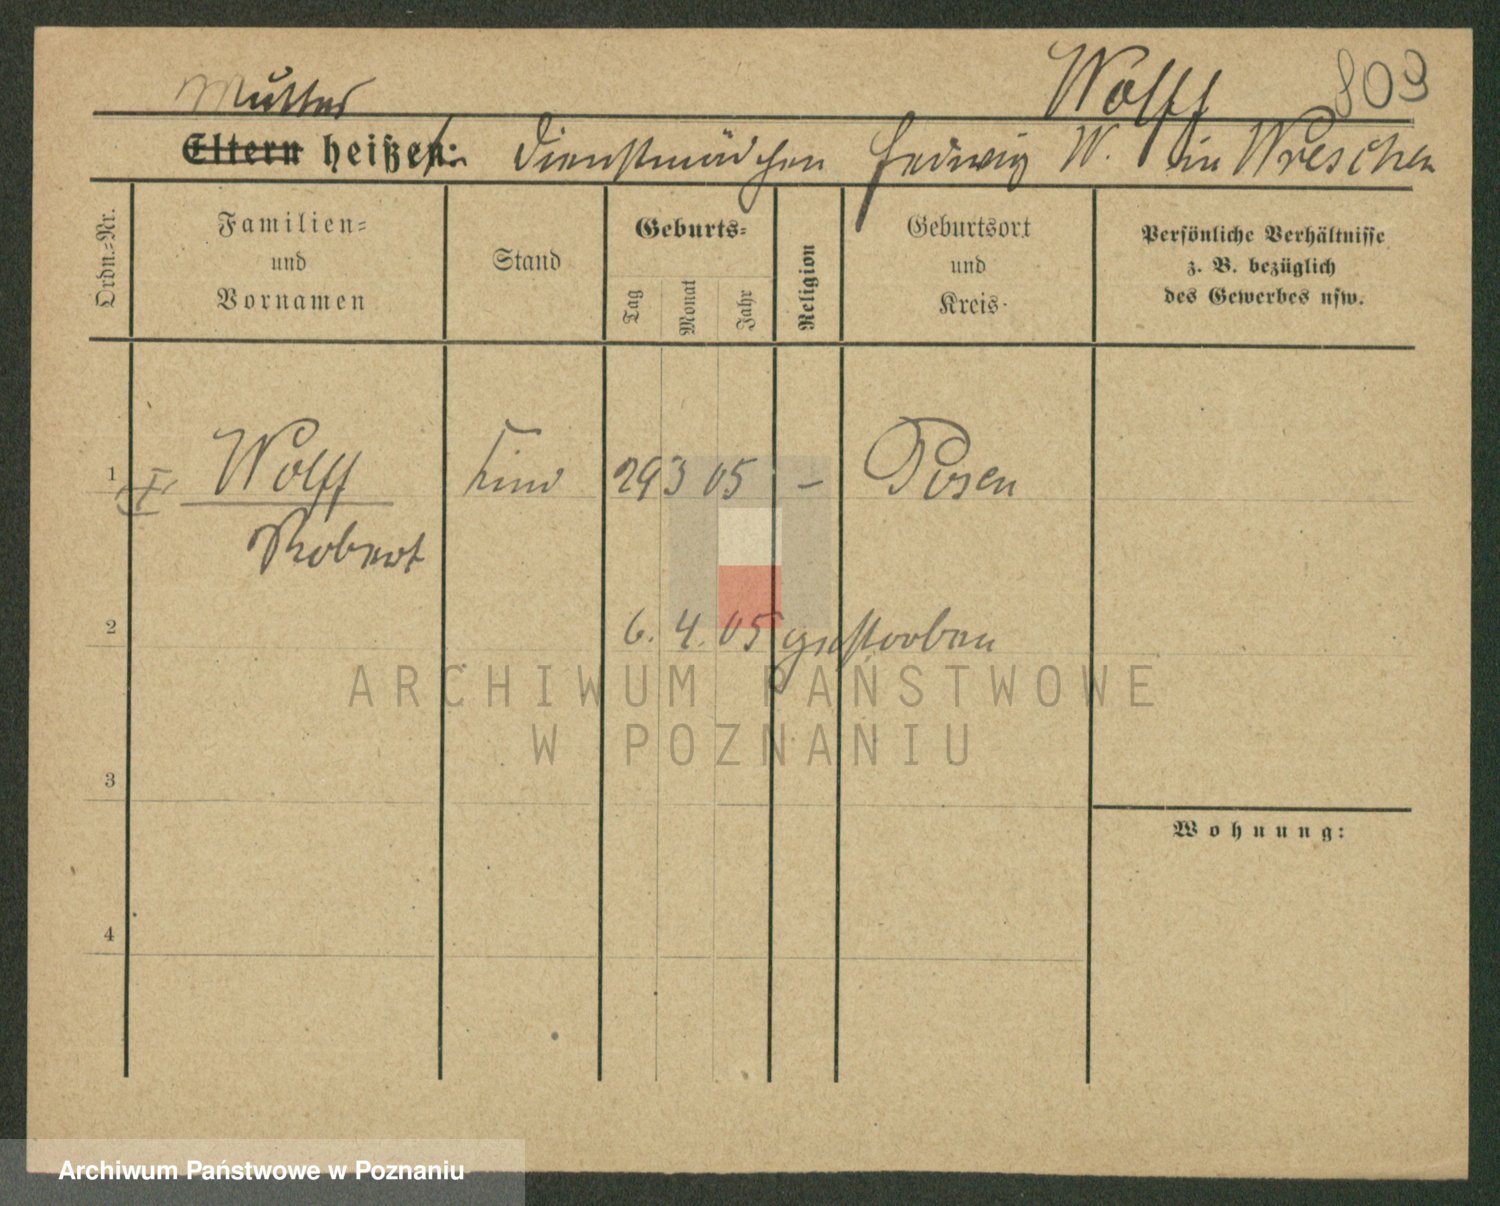 Wolff 803
Mutter
Eltern heißen: Dienstmädchen Hedwig W. in Wreschen
Ordn.=Nr.
Familien=
und
Vornamen
Stand
Geburts=
Tag
Monat
Jahr
Religion
Geburtsort
und
Kreis.
Persönliche Verhältnisse
z. B. bezüglich
des Gewerbes usw.
1 I Wolff Kind 29 3 05 – Posen
Robert
2 6. 4. 05 gestorben
ARCHIWUM PAŃSTWOWE
W POZNANIU
3
Wohnung:
4
Archiwum Państwowe w Poznaniu